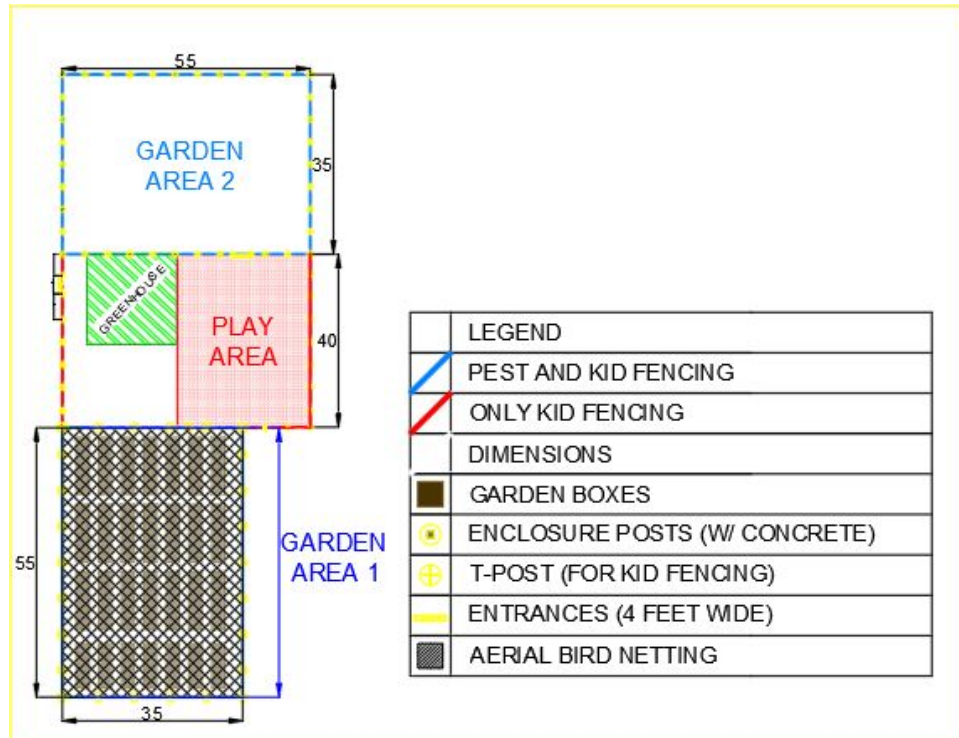 55
GARDEN
AREA 2
35
GREENHOUSE
PLAY
AREA
40
55
GARDEN
AREA 1
35
LEGEND
PEST AND KID FENCING
ONLY KID FENCING
DIMENSIONS
GARDEN BOXES
ENCLOSURE POSTS (W/ CONCRETE)
T-POST (FOR KID FENCING)
ENTRANCES (4 FEET WIDE)
AERIAL BIRD NETTING